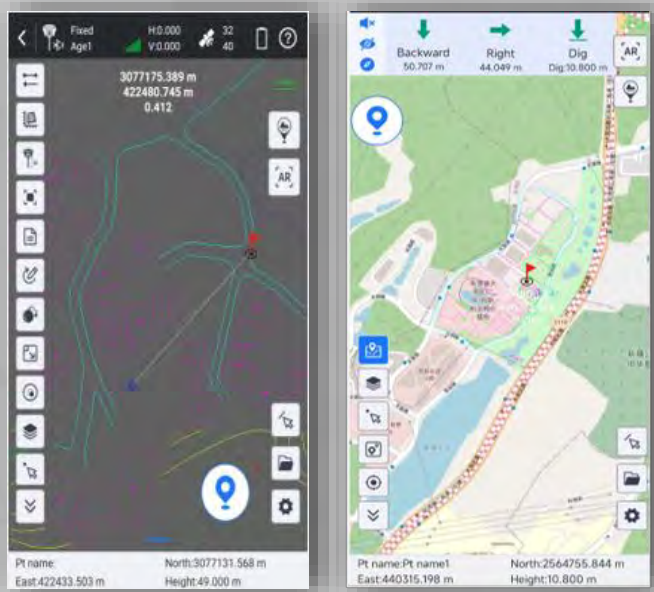 Fixed
Age1
H:0.000
V:0.000
32
40
3077175.389 m
422480.745 m
0.412
AR
Pt name:
North:3077131.568 m
East:422433.503 m
Height:49.000 m
Backward
50.707 m
Right
44.049 m
Dig
Dig:10.800 m
AR
Pt name:Pt name1
North:2564755.844 m
East:440315.198 m
Height:10.800 m